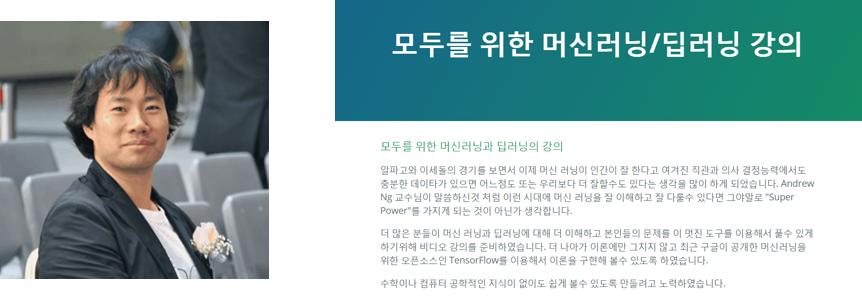 모두를 위한 머신러닝/딥러닝 강의
모두를 위한 머신러닝과 딥러닝의 강의
알파고와 이세돌의 경기를 보면서 이제 머신 러닝이 인간이 잘 한다고 여겨진 직관과 의사 결정능력에서도
충분한 데이타가 있으면 어느정도 또는 우리보다 더 잘할수도 있다는 생각을 많이 하게 되었습니다. Andrew
Ng 교수님이 말씀하신것 처럼 이런 시대에 머신 러닝을 잘 이해하고 잘 다룰수 있다면 그야말로 "Super
Power"를 가지게 되는 것이 아닌가 생각합니다.
더 많은 분들이 머신 러닝과 딥러닝에 대해 더 이해하고 본인들의 문제를 이 멋진 도구를 이용해서 풀수 있게
하기위해 비디오 강의를 준비하였습니다. 더 나아가 이론에만 그치지 않고 최근 구글이 공개한 머신러닝을
위한 오픈소스인 TensorFlow를 이용해서 이론을 구현해 볼수 있도록 하였습니다.
수학이나 컴퓨터 공학적인 지식이 없이도 쉽게 볼수 있도록 만들려고 노력하였습니다.